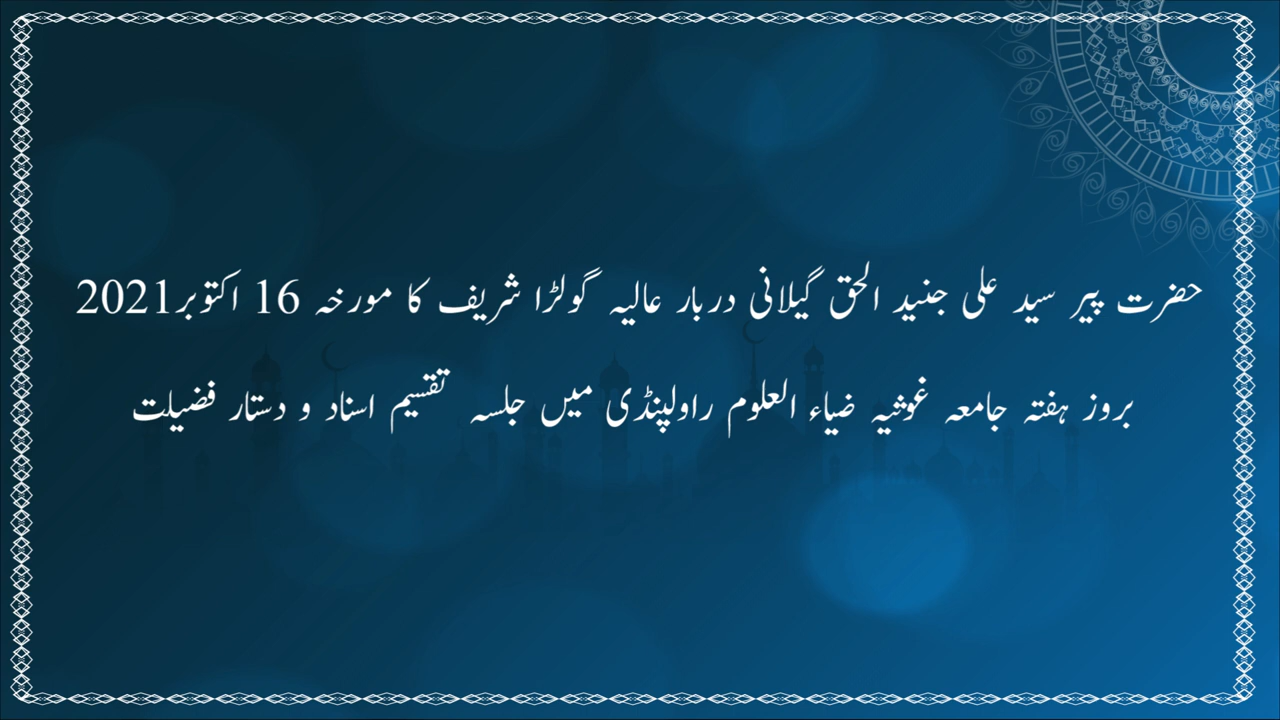 حضرت پیر سید علی جنید الحق گیلانی دربار عالیہ گولڑا شریف کا مورخہ 16 اکتوبر2021
بروز ہفتہ جامعہ غوثیہ ضیاء العلوم راولپنڈی میں جلسہ تقسیم اسناد و دستار فضیلت